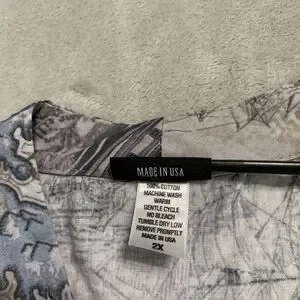 MADE IN USA
100% COTTON
MACHINE WASH
WARM
GENTLE CYCLE
NO BLEACH
TUMBLE DRY LOW
REMOVE PROMPTLY
MADE IN USA
2X